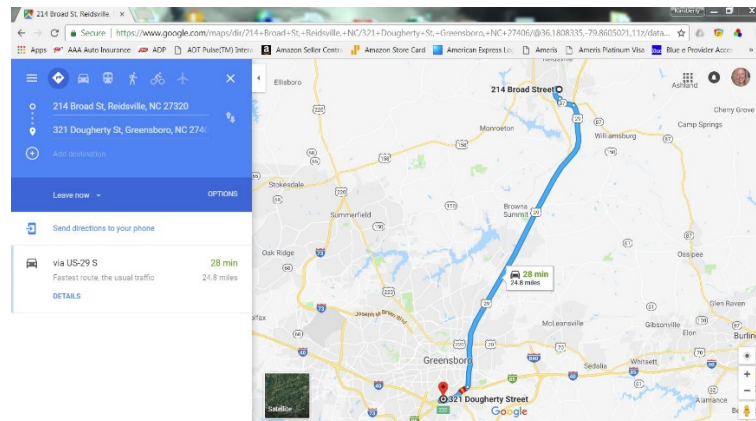 214 Broad St, Reidsville, N
Secure
https://www.google.com/maps/dir/214+Broad+St,+Reidsville,+NC/321+Dougherty+St,+Greensboro,+NC+27406/@36.1808335,-79.8605021,11z/data...
Apps
AAA Auto Insurance
ADP
ADT Pulse(TM) Interac
Amazon Seller Centr
Amazon Store Card
American Express Lo
Ameris
Ameris Platinum Visa
Blue e Provider Acce
»
214 Broad St, Reidsville, NC 27320
321 Dougherty St, Greensboro, NC 2740
Add destination
Leave now
OPTIONS
Send directions to your phone
via US-29 S
28 min
Fastest route, the usual traffic
24.8 miles
DETAILS
Ellisboro
214 Broad Street
Ashland
Cherry Grove
Camp Springs
Monroeton
Williamsburg
Stokesdale
Summerfield
Browns
Summit
Oak Ridge
Ossipee
28 min
24.8 miles
Glen Raven
McLeansville
Gibsonville
Elon
Burlin
Greensboro
Sedalia
Whitsett
Alamance
321 Dougherty Street
Satellite
Google